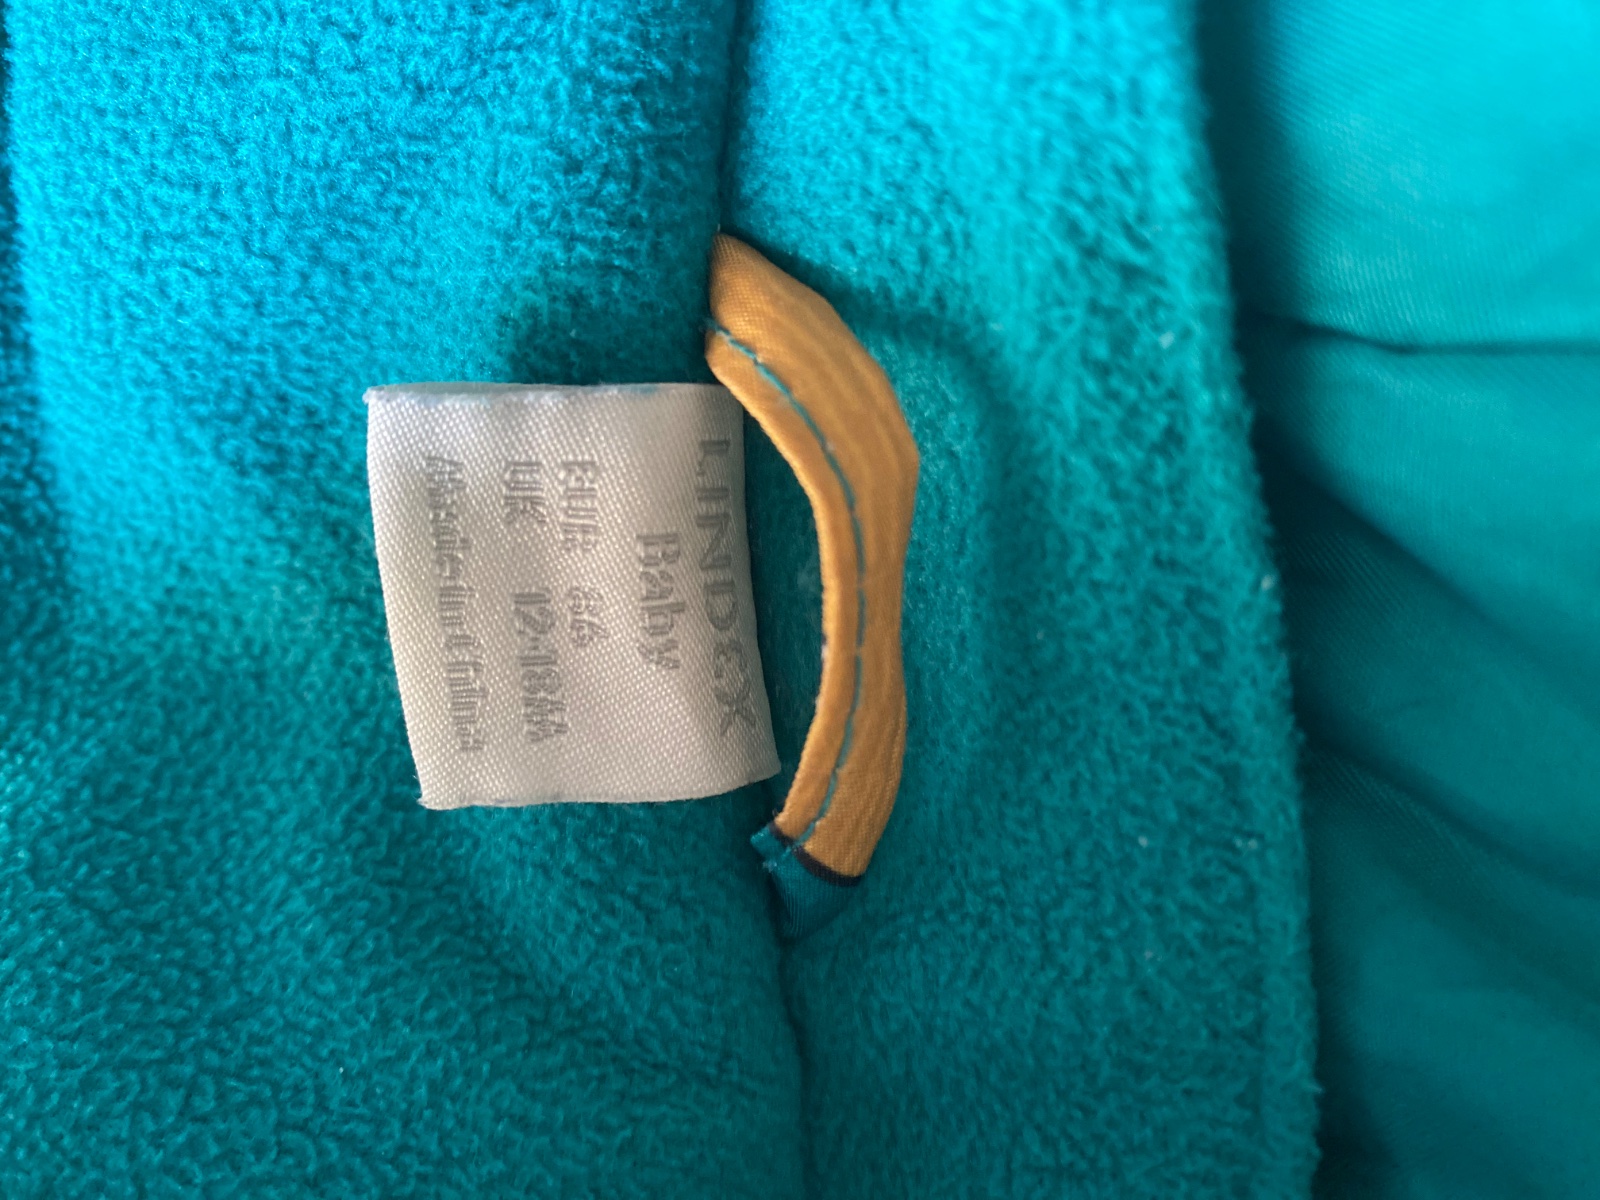 LINDEX
Baby
EUR 86
UK 12-18M